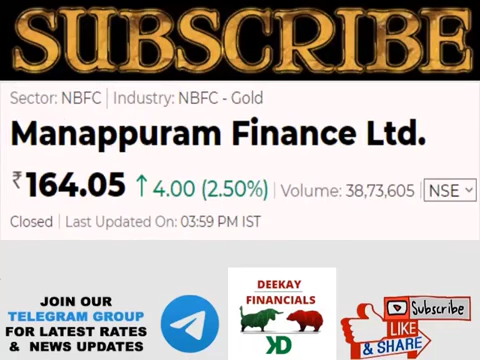 SUBSCRIBE
Sector: NBFC | Industry: NBFC - Gold
Manappuram Finance Ltd.
₹164.05 ↑ 4.00 (2.50%) | Volume: 38,73,605 | NSE
Closed | Last Updated On: 03:59 PM IST
JOIN OUR
TELEGRAM GROUP
FOR LATEST RATES
& NEWS UPDATES
DEEKAY
FINANCIALS
KD
Subscribe
LIKE
& SHARE